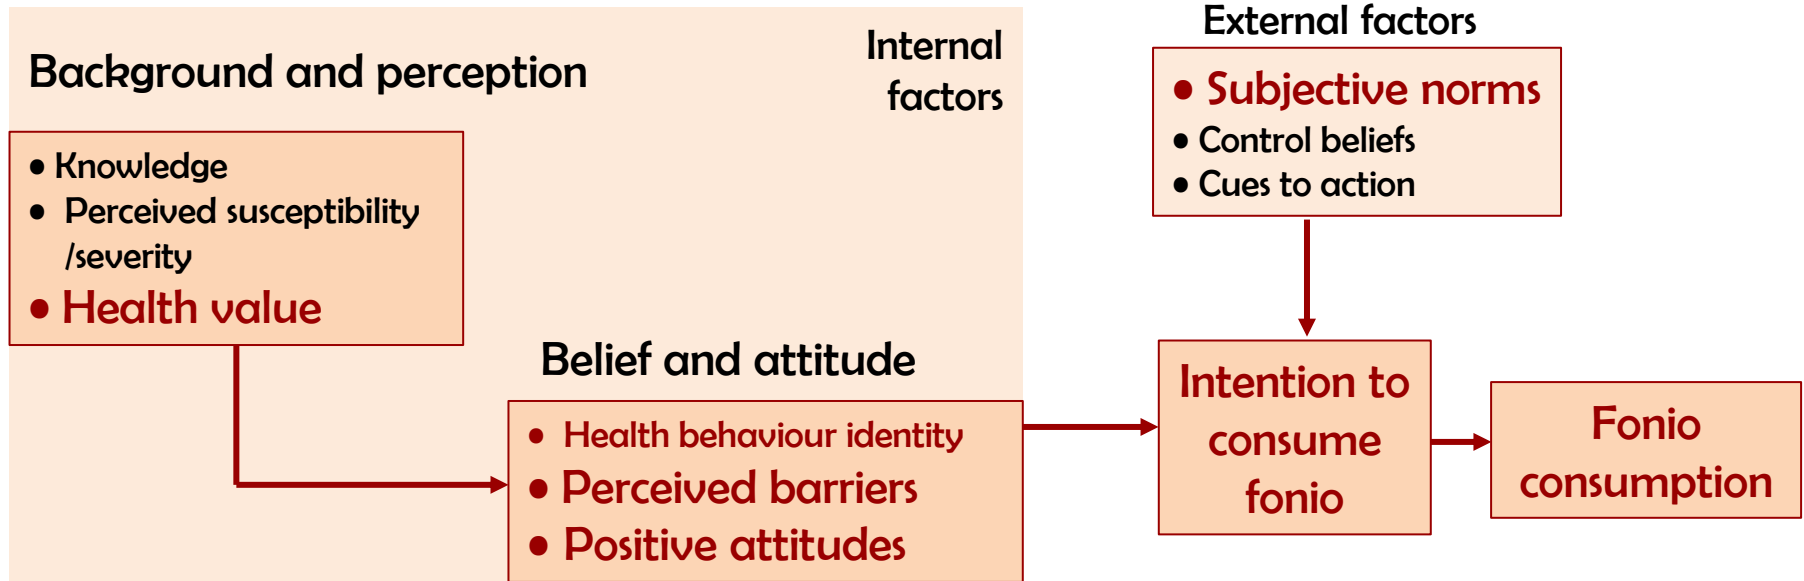 Internal
factors
Background and perception
• Knowledge
• Perceived susceptibility
/severity
• Health value
Belief and attitude
• Health behaviour identity
• Perceived barriers
• Positive attitudes
External factors
• Subjective norms
• Control beliefs
• Cues to action
Intention to
consume
fonio
Fonio
consumption